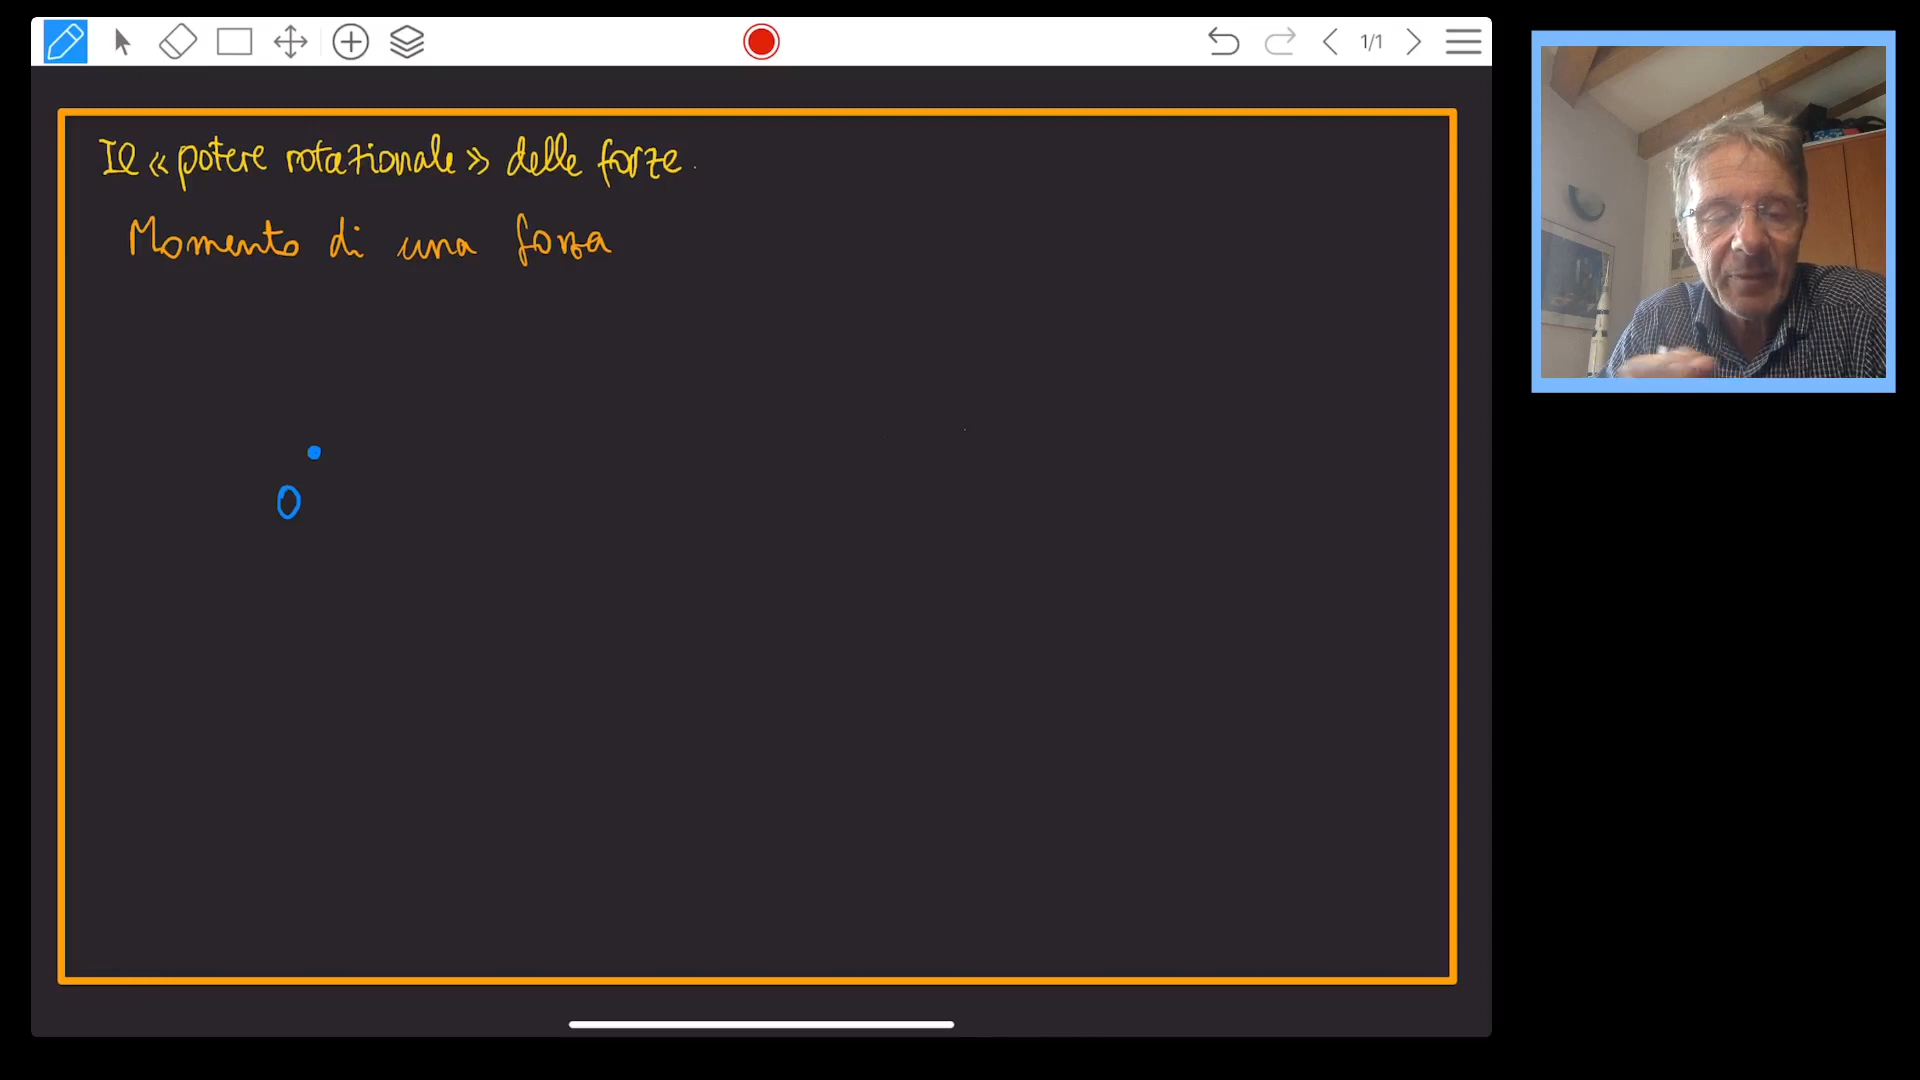 1/1
Il «potere rotazionale» delle forze.
Momento di una forza
O